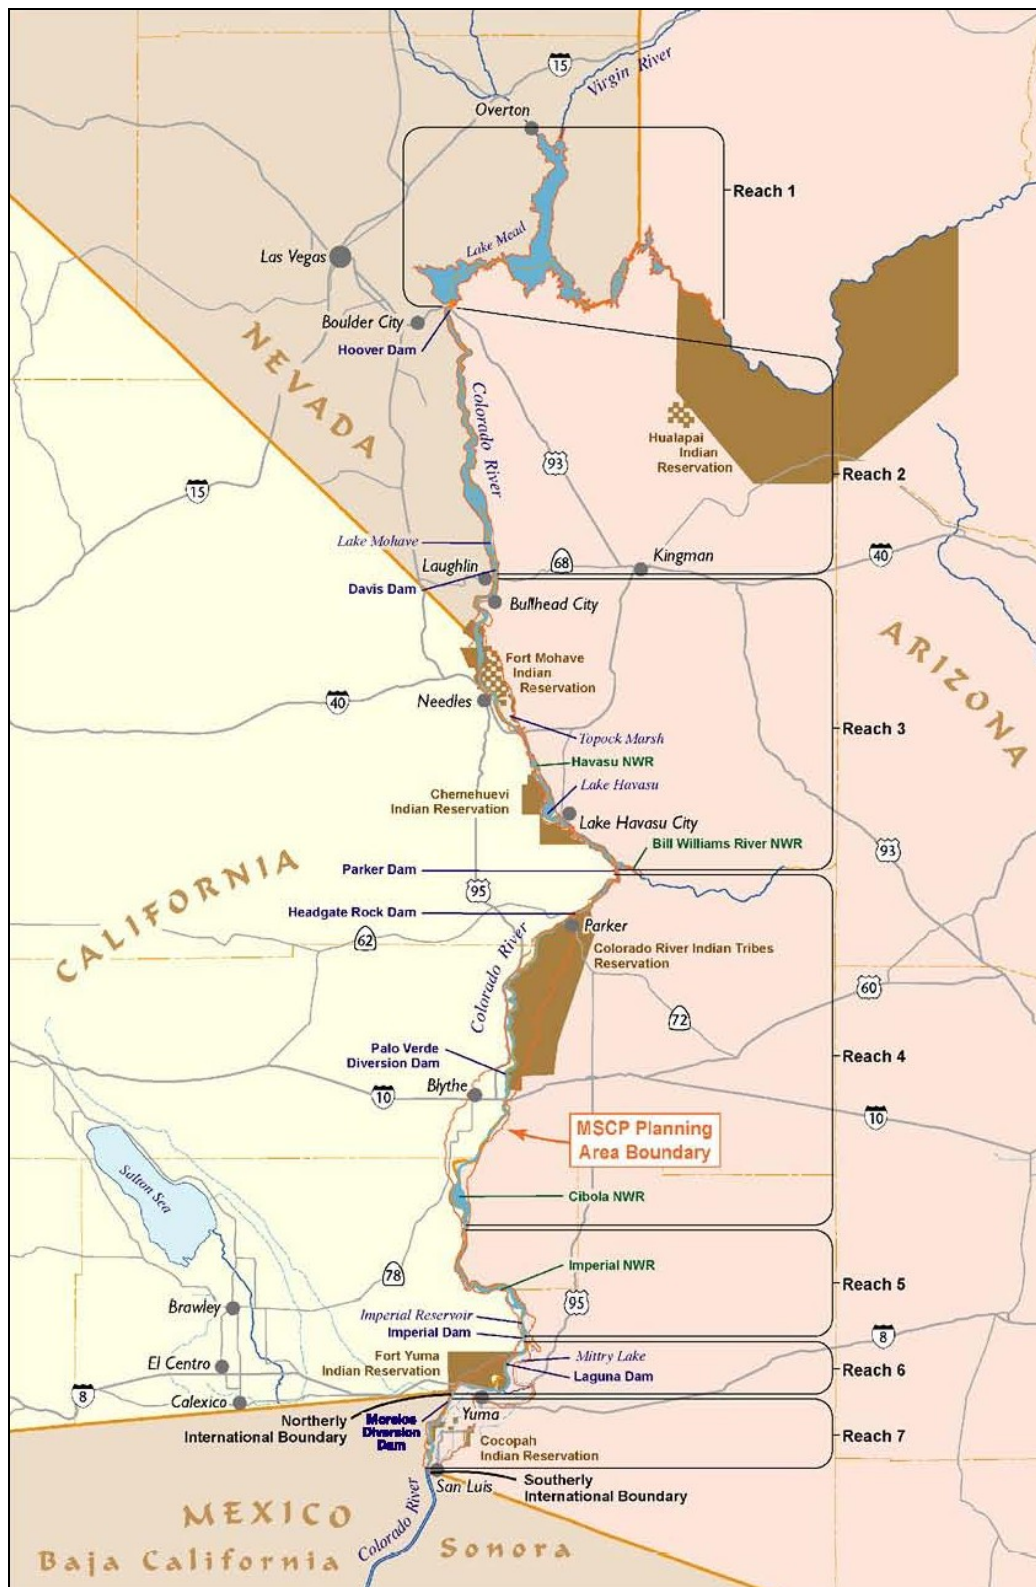 15
Virgin River
Overton
Reach 1
Lake Mead
Las Vegas
Boulder City
Hoover Dam
NEVADA
Colorado River
Hualapai
Indian
Reservation
93
Reach 2
15
Lake Mohave
Laughlin
68
Kingman
40
Davis Dam
Bullhead City
ARIZONA
Fort Mohave
Indian
Reservation
Needles
40
Reach 3
Topock Marsh
Havasu NWR
Chemehuevi
Indian Reservation
Lake Havasu
Lake Havasu City
Bill Williams River NWR
93
Parker Dam
95
CALIFORNIA
Headgate Rock Dam
Parker
62
Colorado River
Colorado River Indian Tribes
Reservation
60
72
Palo Verde
Diversion Dam
Reach 4
Blythe
10
10
MSCP Planning
Area Boundary
Salton Sea
Cibola NWR
Imperial NWR
78
Reach 5
95
Brawley
Imperial Reservoir
Imperial Dam
8
El Centro
Fort Yuma
Indian Reservation
Mittry Lake
Laguna Dam
Reach 6
8
Calexico
Northerly
International Boundary
Morelos
Diversion
Dam
Yuma
Reach 7
Cocopah
Indian Reservation
San Luis
Southerly
International Boundary
MEXICO
Colorado River
Baja California
Sonora